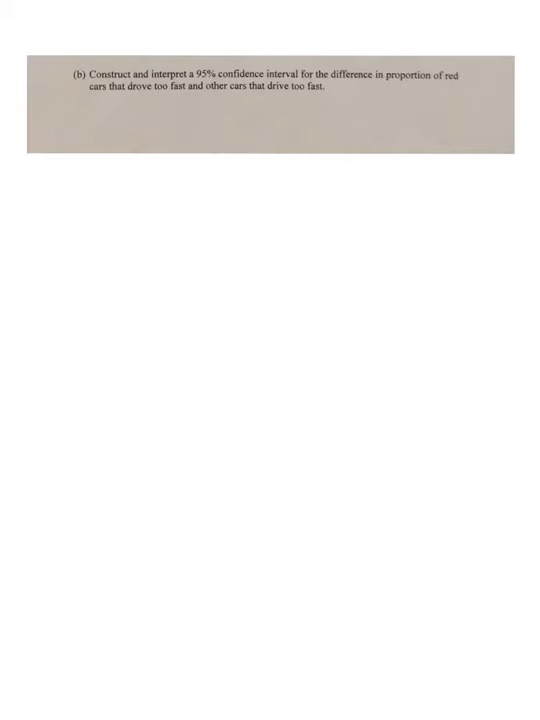 (b) Construct and interpret a 95% confidence interval for the difference in proportion of red
cars that drove too fast and other cars that drive too fast.